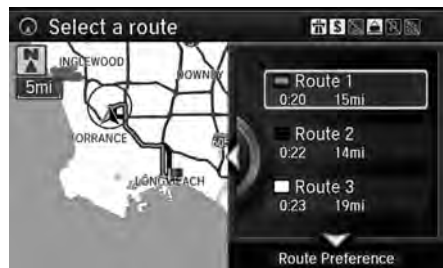 Select a route
$
N
5mi
INGLEWOOD
DOWNEY
ORRANCE
605
LONG BEACH
Route 1
0:20 15mi
Route 2
0:22 14mi
Route 3
0:23 19mi
Route Preference